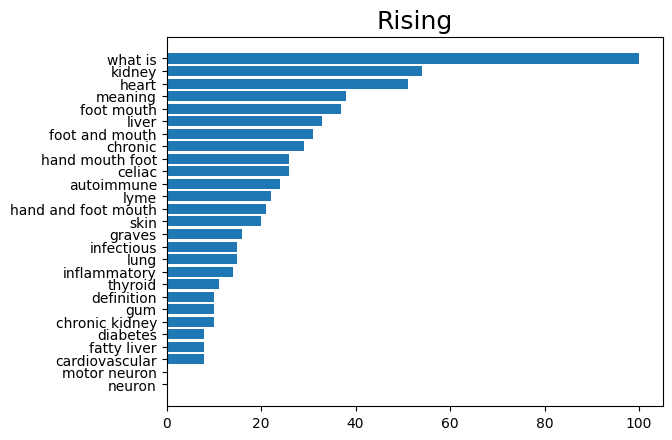 Rising
what is
kidney
heart
meaning
foot mouth
liver
foot and mouth
chronic
hand mouth foot
celiac
autoimmune
lyme
hand and foot mouth
skin
graves
infectious
lung
inflammatory
thyroid
definition
gum
chronic kidney
diabetes
fatty liver
cardiovascular
motor neuron
neuron
0 20 40 60 80 100